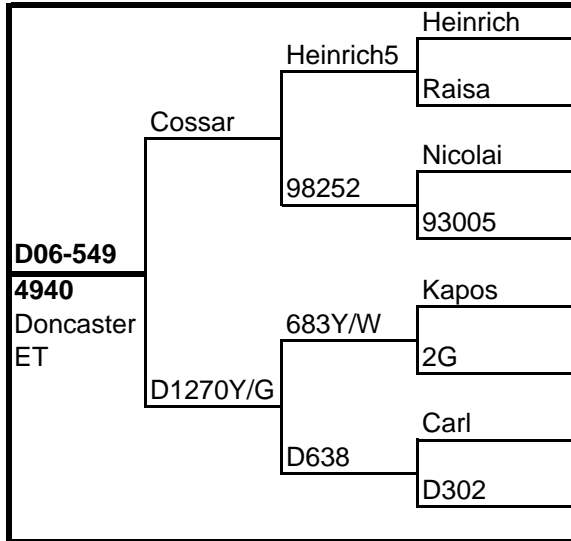 Heinrich
Heinrich5
Raisa
Cossar
Nicolai
98252
93005
D06-549
4940
Doncaster
ET
Kapos
683Y/W
2G
D1270Y/G
Carl
D638
D302